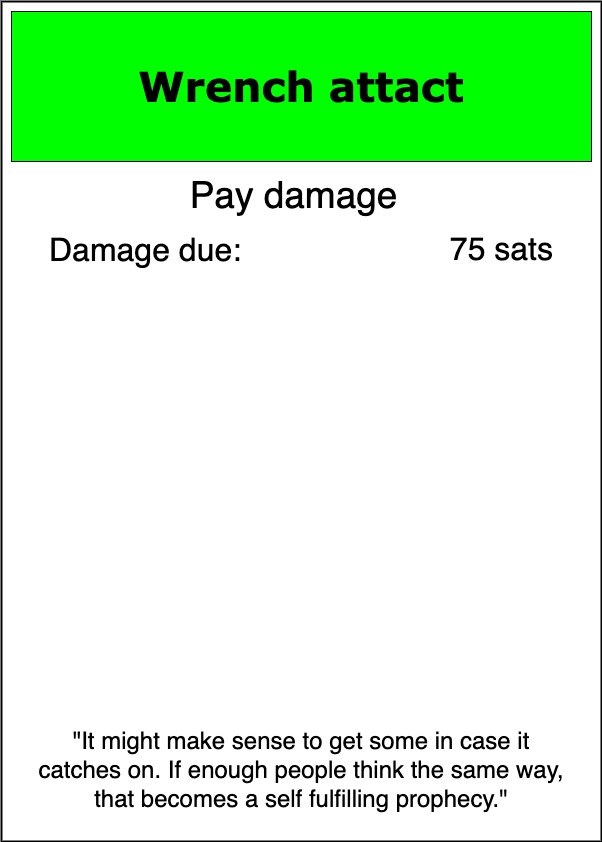 Wrench attact
Pay damage
Damage due: 75 sats
"It might make sense to get some in case it
catches on. If enough people think the same way,
that becomes a self fulfilling prophecy."